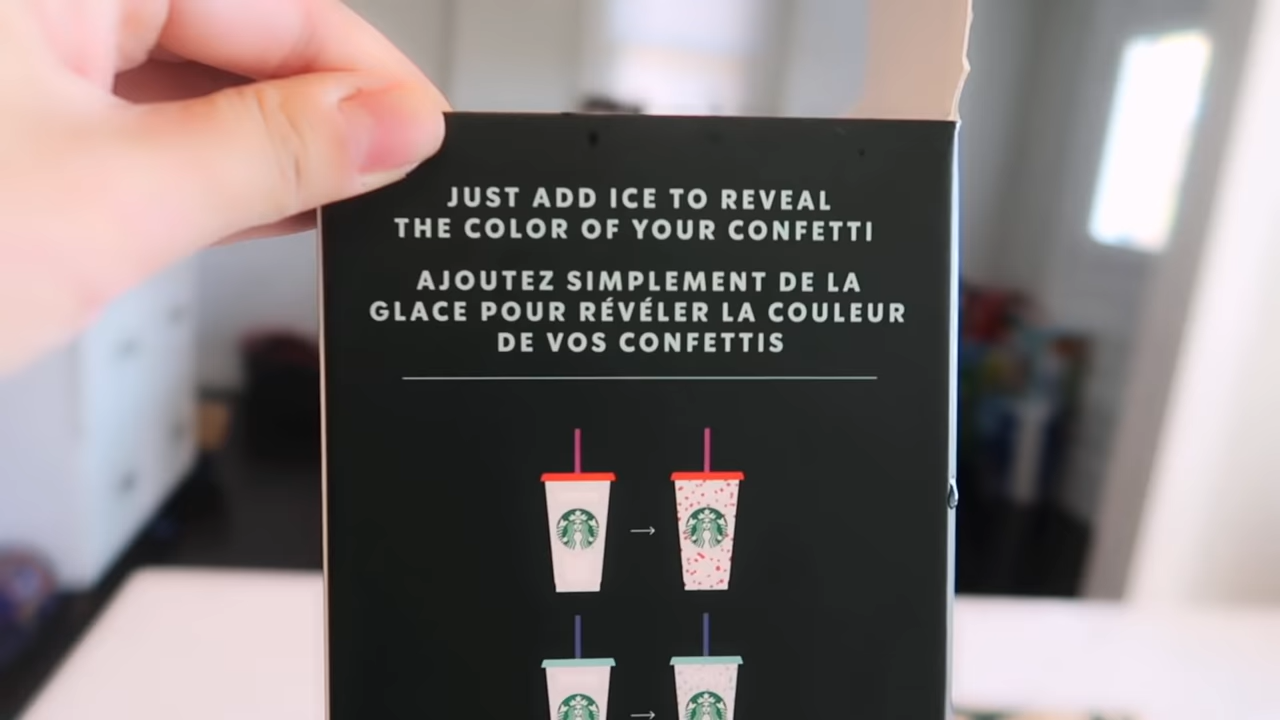 JUST ADD ICE TO REVEAL
THE COLOR OF YOUR CONFETTI
AJOUTEZ SIMPLEMENT DE LA
GLACE POUR RÉVÉLER LA COULEUR
DE VOS CONFETTIS